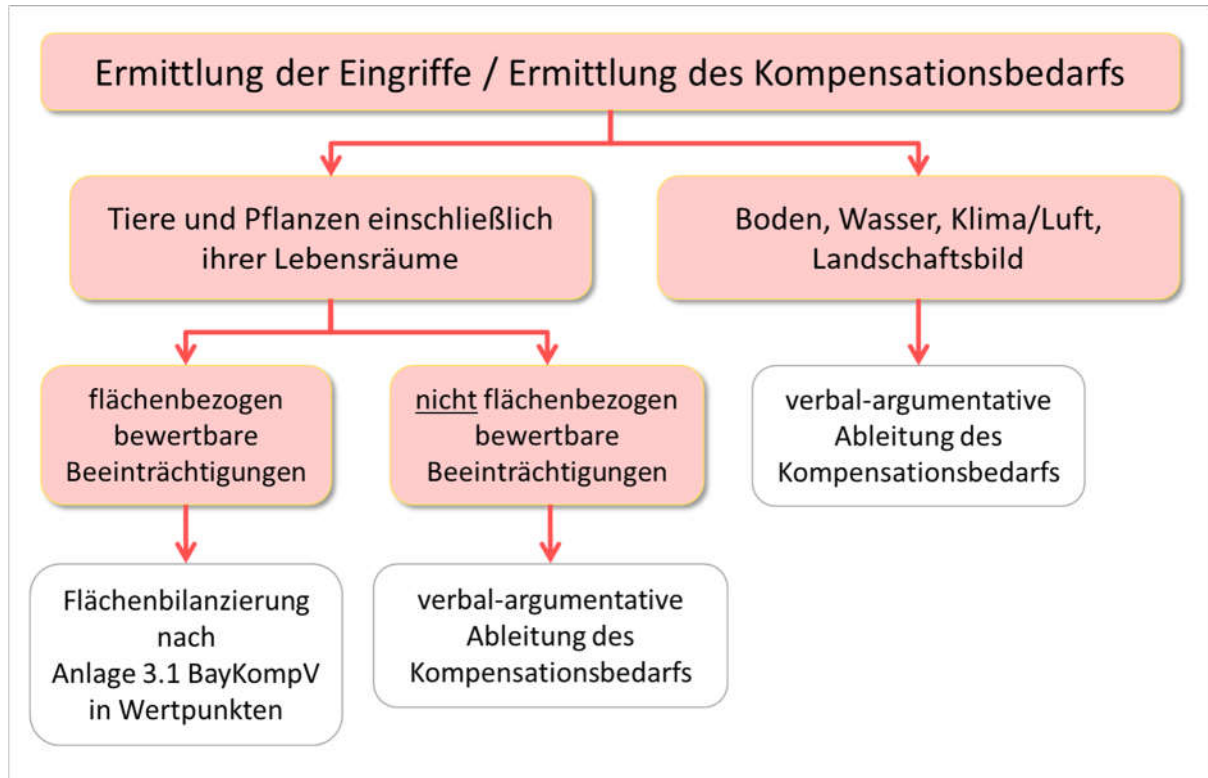 Ermittlung der Eingriffe / Ermittlung des Kompensationsbedarfs
Tiere und Pflanzen einschließlich
ihrer Lebensräume
Boden, Wasser, Klima/Luft,
Landschaftsbild
flächenbezogen
bewertbare
Beeinträchtigungen
nicht flächenbezogen
bewertbare
Beeinträchtigungen
verbal-argumentative
Ableitung des
Kompensationsbedarfs
Flächenbilanzierung
nach
Anlage 3.1 BayKompV
in Wertpunkten
verbal-argumentative
Ableitung des
Kompensationsbedarfs